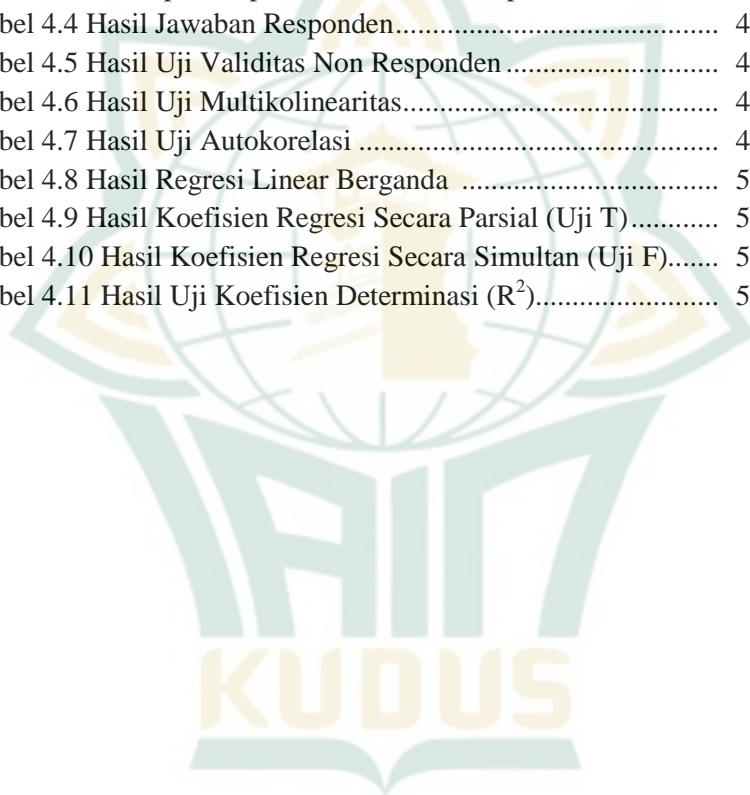 bel 4.4 Hasil Jawaban Responden........................................... 4
bel 4.5 Hasil Uji Validitas Non Responden ............................ 4
bel 4.6 Hasil Uji Multikolinearitas.......................................... 4
bel 4.7 Hasil Uji Autokorelasi ................................................ 4
bel 4.8 Hasil Regresi Linear Berganda .................................. 5
bel 4.9 Hasil Koefisien Regresi Secara Parsial (Uji T)............ 5
bel 4.10 Hasil Koefisien Regresi Secara Simultan (Uji F)....... 5
bel 4.11 Hasil Uji Koefisien Determinasi (R²)........................ 5
IAIN
KUDUS